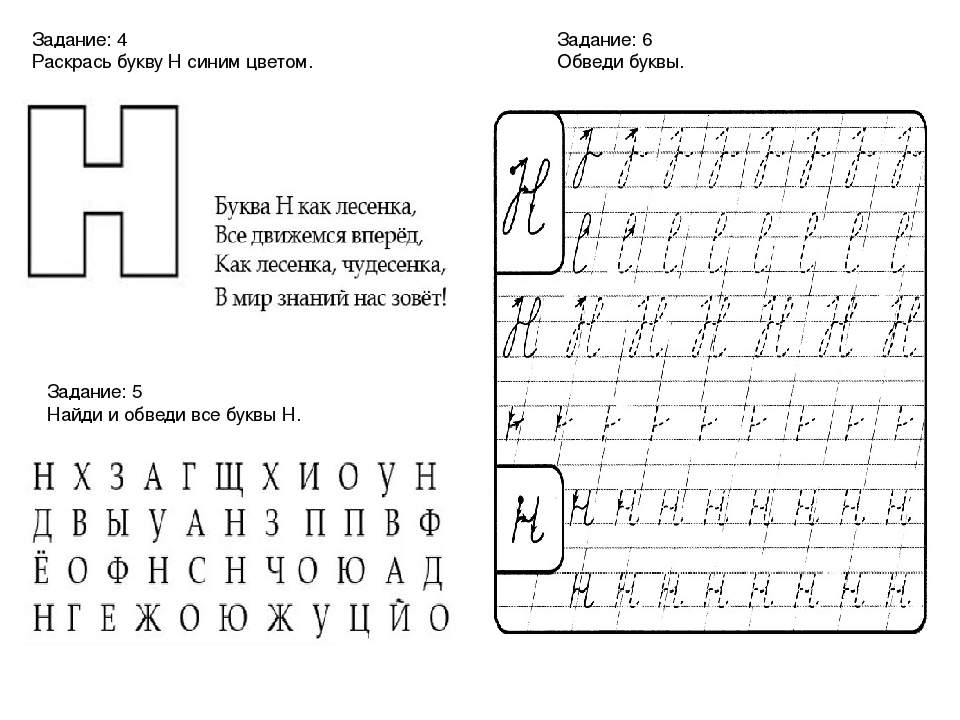 Задание: 4
Раскрась букву Н синим цветом.
Н
Буква Н как лесенка,
Все движемся вперёд,
Как лесенка, чудесенка,
В мир знаний нас зовёт!
Задание: 5
Найди и обведи все буквы Н.
Н Х З А Г Щ Х И О У Н
Д В Ы У А Н З П П В Ф
Ё О Ф Н С Н Ч О Ю А Д
Н Г Е Ж О Ю Ж У Ц Й О
Задание: 6
Обведи буквы.
Н
Н Н Н Н Н Н Н
н
н н н н н н н н
н н н н н н н н